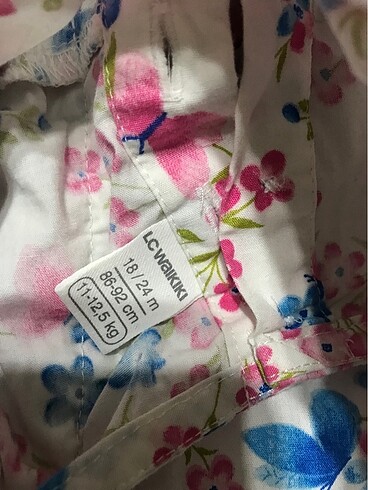 LC WAIKIKI
18 / 24 m
86-92 cm
11-12,5 kg